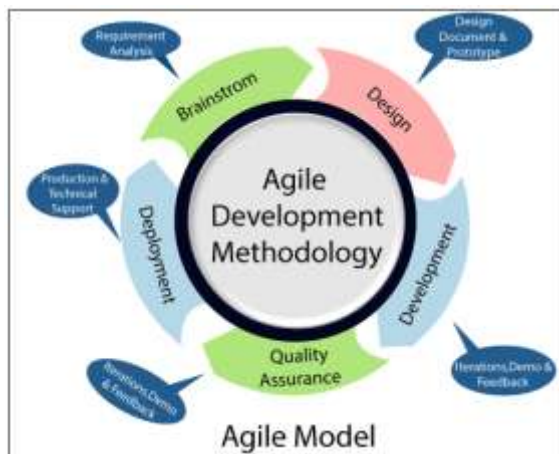 Requirement
Analysis
Brainstrom
Design
Document &
Prototype
Design
Production &
Technical
Support
Deployment
Agile
Development
Methodology
Development
Quality
Assurance
Iterations,Demo
& Feedback
Iterations,Demo &
Feedback
Agile Model